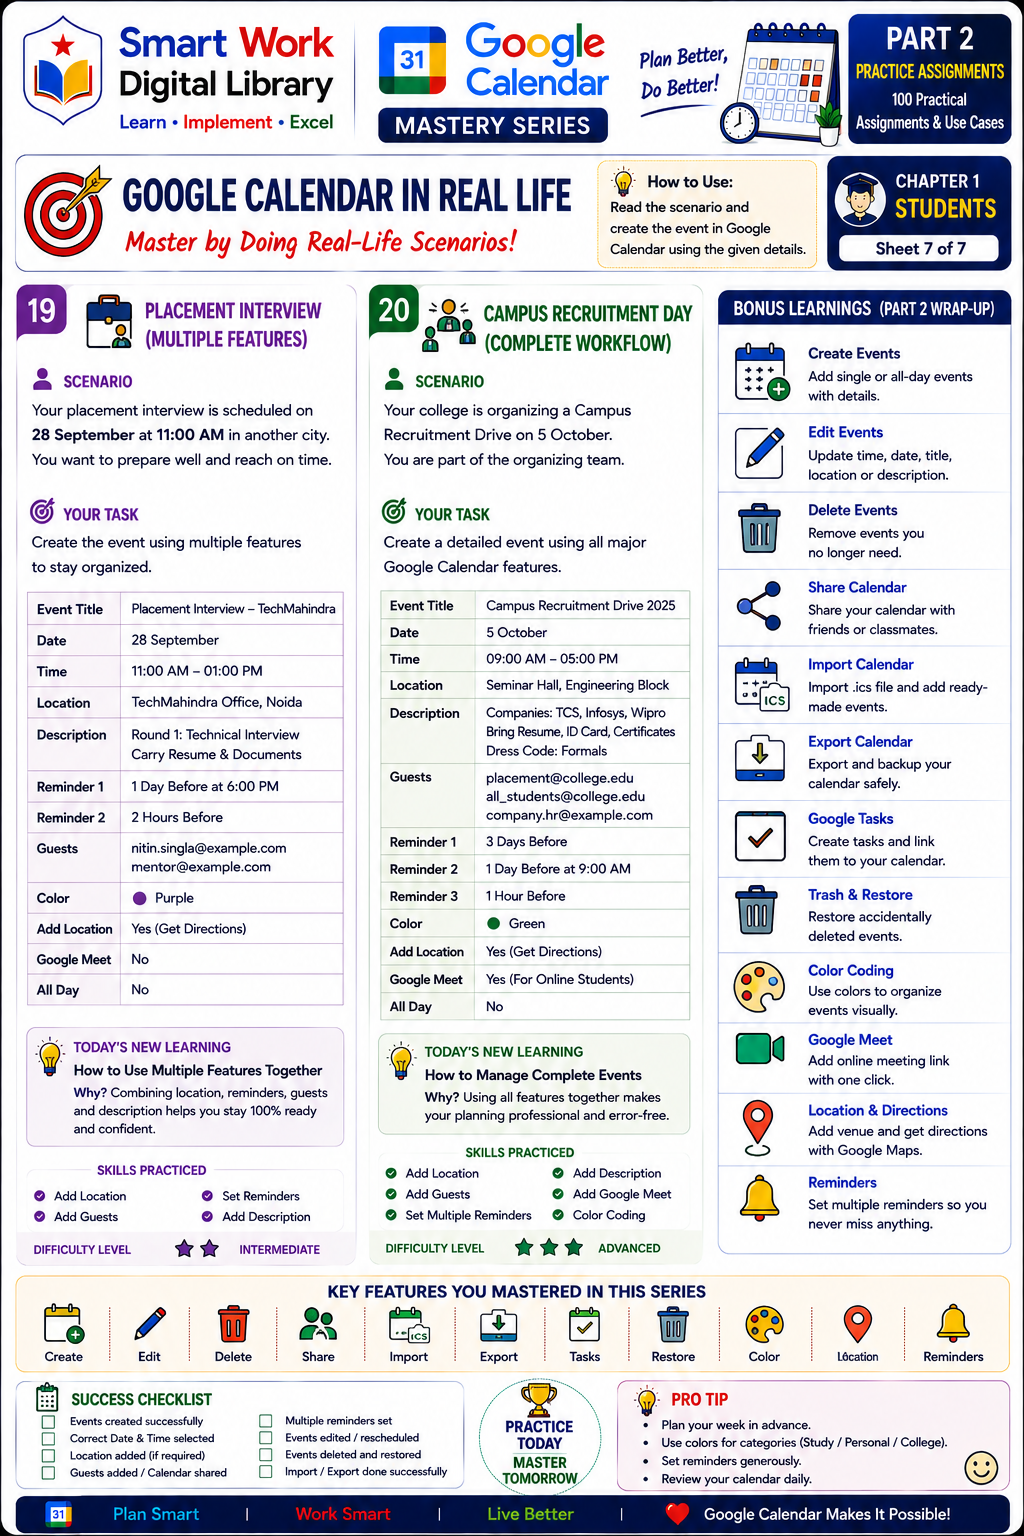 Smart Work
Digital Library
Learn • Implement • Excel
31
Google
Calendar
MASTERY SERIES
Plan Better,
Do Better!
PART 2
PRACTICE ASSIGNMENTS
100 Practical
Assignments & Use Cases
GOOGLE CALENDAR IN REAL LIFE
Master by Doing Real-Life Scenarios!
How to Use:
Read the scenario and
create the event in Google
Calendar using the given details.
CHAPTER 1
STUDENTS
Sheet 7 of 7
19
PLACEMENT INTERVIEW
(MULTIPLE FEATURES)
SCENARIO
Your placement interview is scheduled on
28 September at 11:00 AM in another city.
You want to prepare well and reach on time.
YOUR TASK
Create the event using multiple features
to stay organized.
Event Title Placement Interview – TechMahindra
Date 28 September
Time 11:00 AM – 01:00 PM
Location TechMahindra Office, Noida
Description Round 1: Technical Interview
Carry Resume & Documents
Reminder 1 1 Day Before at 6:00 PM
Reminder 2 2 Hours Before
Guests nitin.singla@example.com
mentor@example.com
Color Purple
Add Location Yes (Get Directions)
Google Meet No
All Day No
TODAY'S NEW LEARNING
How to Use Multiple Features Together
Why? Combining location, reminders, guests
and description helps you stay 100% ready
and confident.
SKILLS PRACTICED
Add Location Set Reminders
Add Guests Add Description
DIFFICULTY LEVEL INTERMEDIATE
20
CAMPUS RECRUITMENT DAY
(COMPLETE WORKFLOW)
SCENARIO
Your college is organizing a Campus
Recruitment Drive on 5 October.
You are part of the organizing team.
YOUR TASK
Create a detailed event using all major
Google Calendar features.
Event Title Campus Recruitment Drive 2025
Date 5 October
Time 09:00 AM – 05:00 PM
Location Seminar Hall, Engineering Block
Description Companies: TCS, Infosys, Wipro
Bring Resume, ID Card, Certificates
Dress Code: Formals
Guests placement@college.edu
all_students@college.edu
company.hr@example.com
Reminder 1 3 Days Before
Reminder 2 1 Day Before at 9:00 AM
Reminder 3 1 Hour Before
Color Green
Add Location Yes (Get Directions)
Google Meet Yes (For Online Students)
All Day No
TODAY'S NEW LEARNING
How to Manage Complete Events
Why? Using all features together makes
your planning professional and error-free.
SKILLS PRACTICED
Add Location Add Description
Add Guests Add Google Meet
Set Multiple Reminders Color Coding
DIFFICULTY LEVEL ADVANCED
BONUS LEARNINGS (PART 2 WRAP-UP)
Create Events
Add single or all-day events
with details.
Edit Events
Update time, date, title,
location or description.
Delete Events
Remove events you
no longer need.
Share Calendar
Share your calendar with
friends or classmates.
ICS
Import Calendar
Import .ics file and add ready-
made events.
Export Calendar
Export and backup your
calendar safely.
Google Tasks
Create tasks and link
them to your calendar.
Trash & Restore
Restore accidentally
deleted events.
Color Coding
Use colors to organize
events visually.
Google Meet
Add online meeting link
with one click.
Location & Directions
Add venue and get directions
with Google Maps.
Reminders
Set multiple reminders so you
never miss anything.
KEY FEATURES YOU MASTERED IN THIS SERIES
ICS
Create Edit Delete Share Import Export Tasks Restore Color Location Reminders
SUCCESS CHECKLIST
Events created successfully
Correct Date & Time selected
Location added (if required)
Guests added / Calendar shared
Multiple reminders set
Events edited / rescheduled
Events deleted and restored
Import / Export done successfully
PRACTICE
TODAY
MASTER
TOMORROW
PRO TIP
• Plan your week in advance.
• Use colors for categories (Study / Personal / College).
• Set reminders generously.
• Review your calendar daily.
31 Plan Smart | Work Smart | Live Better | Google Calendar Makes It Possible!